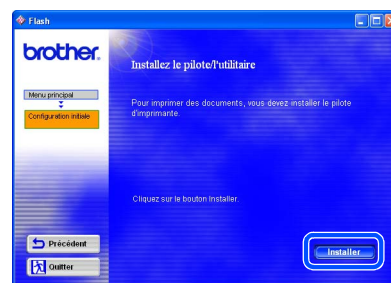 Flash
brother.
Installez le pilote/l'utilitaire
Menu principal
Configuration initiale
Pour imprimer des documents, vous devez installer le pilote
d'imprimante.
Cliquez sur le bouton Installer.
Précédent
Quitter
Installer